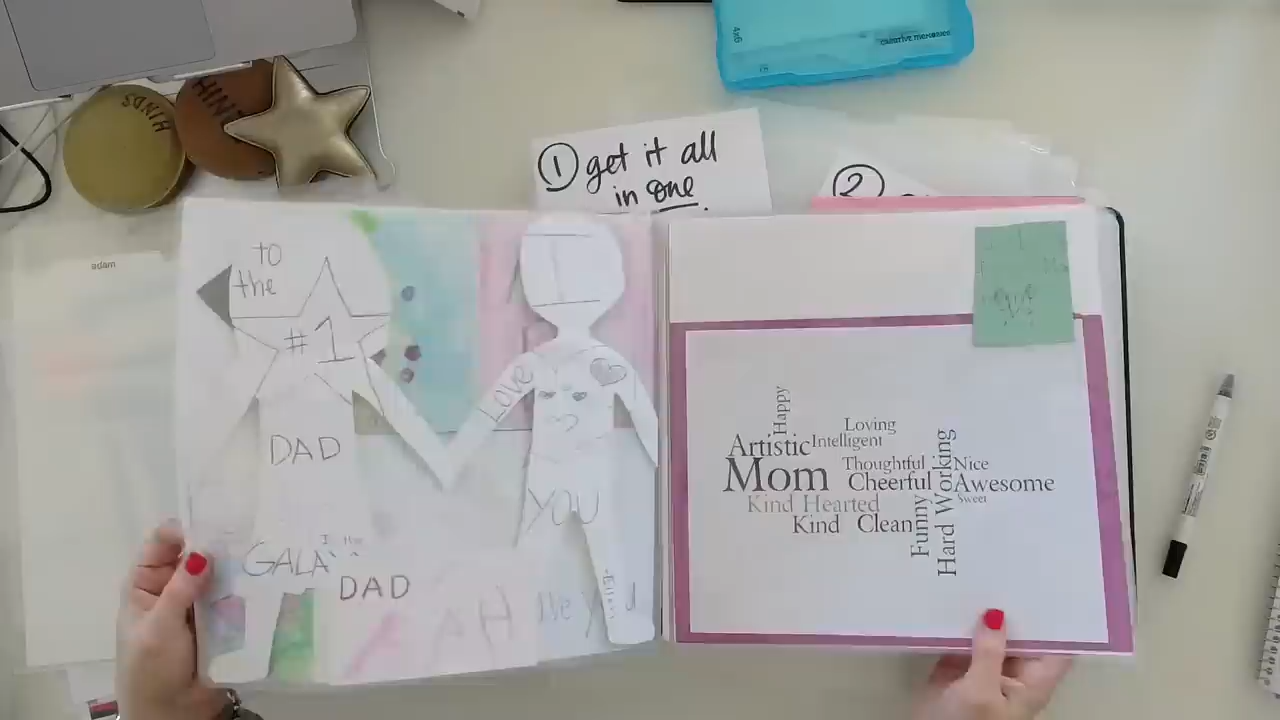 HINDS
creative memories
4x6
① get it all
in one
②
adam
TO
the
#1
DAD
GALA
DAD
LOVE
YOU
Happy
Loving
Artistic Intelligent
Mom Thoughtful Hard Working Nice
Cheerful Awesome
Kind Hearted Sweet
Kind Clean Funny